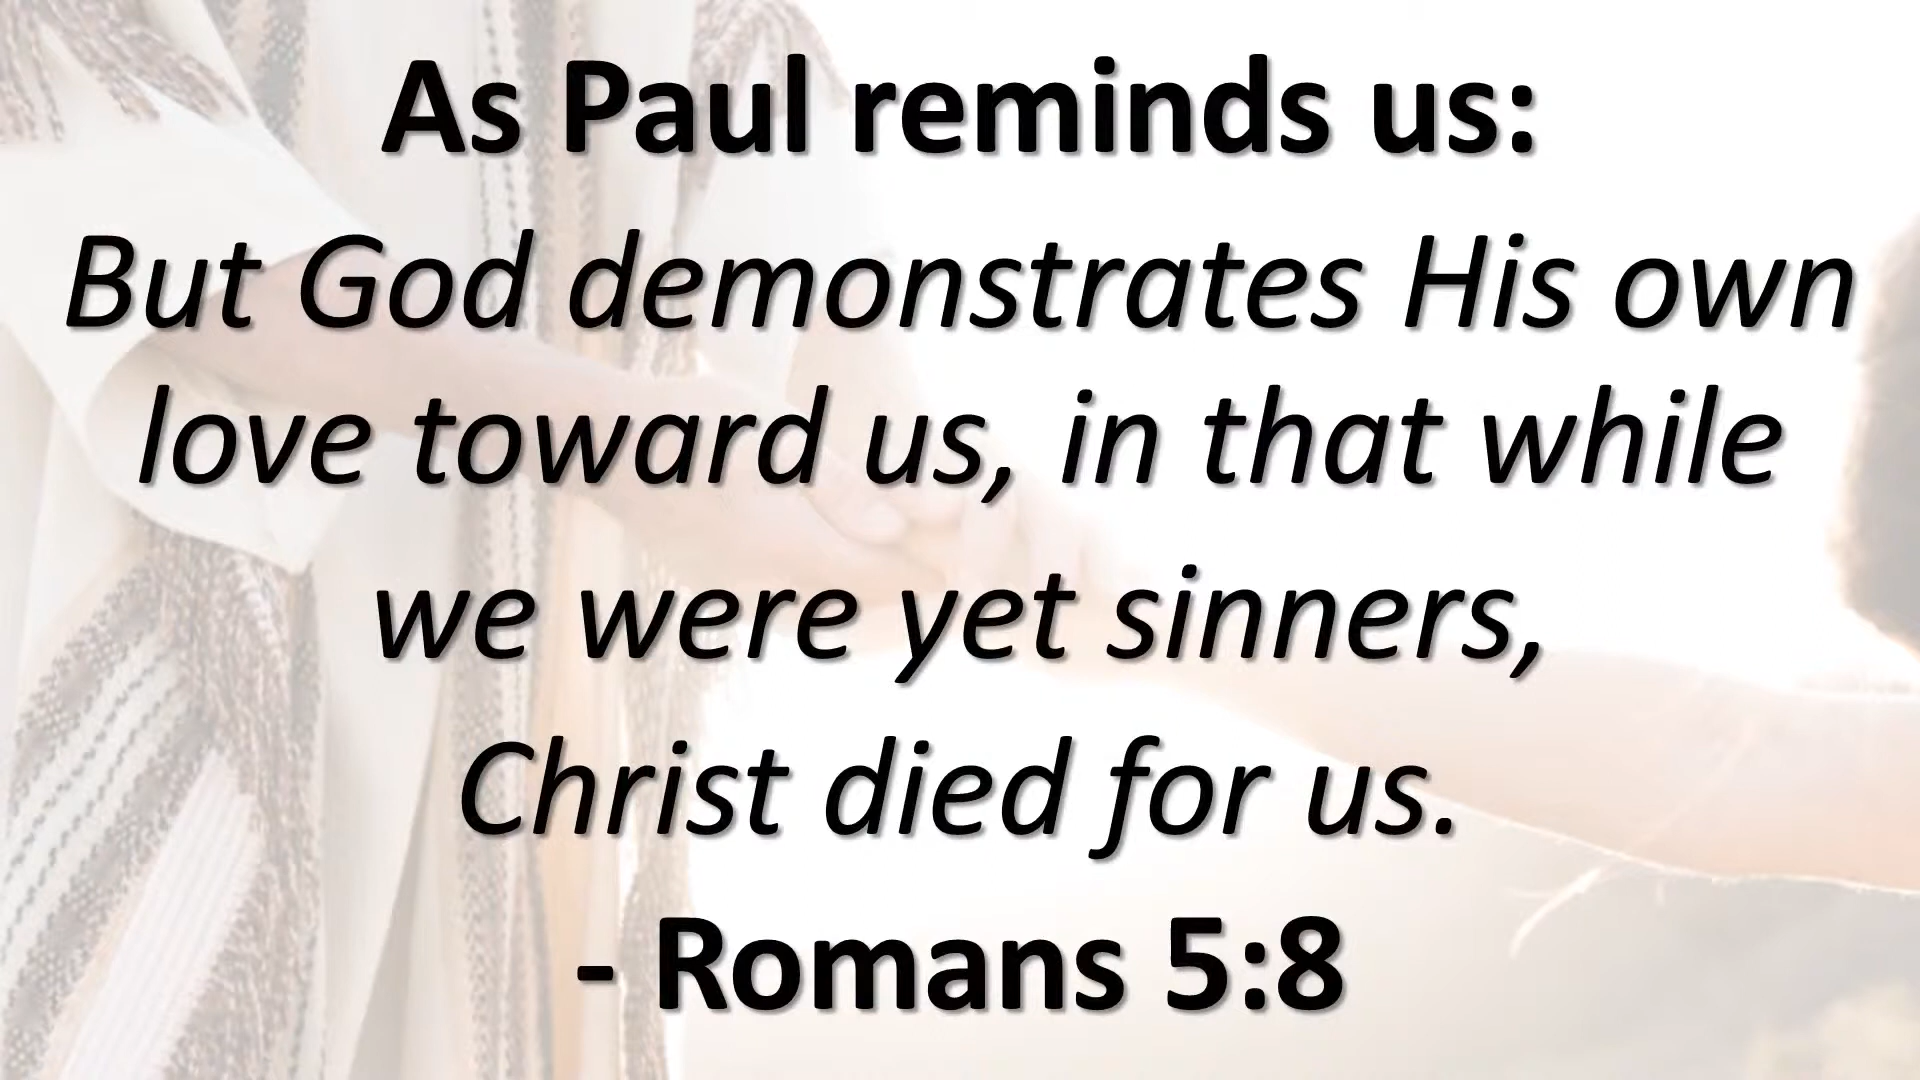 As Paul reminds us:
But God demonstrates His own
love toward us, in that while
we were yet sinners,
Christ died for us.
- Romans 5:8